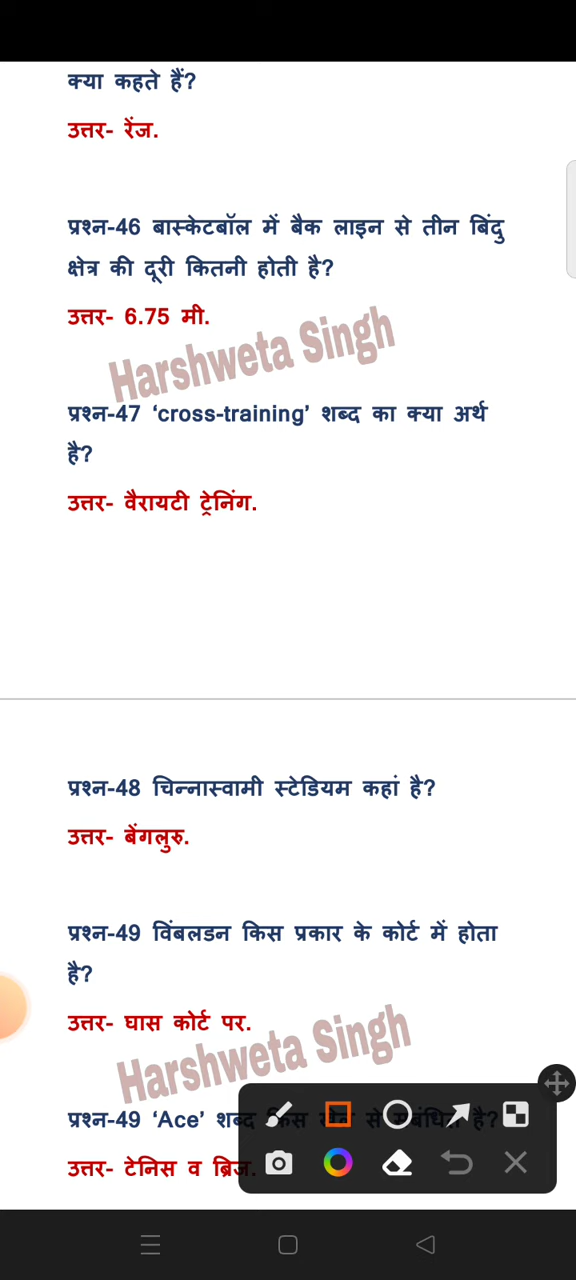 क्या कहते हैं?
उत्तर- रेंज.
प्रश्न-46 बास्केटबॉल में बैक लाइन से तीन बिंदु
क्षेत्र की दूरी कितनी होती है?
उत्तर- 6.75 मी.
Harshweta Singh
प्रश्न-47 ‘cross-training’ शब्द का क्या अर्थ
है?
उत्तर- वैरायटी ट्रेनिंग.
प्रश्न-48 चिन्नास्वामी स्टेडियम कहां है?
उत्तर- बेंगलुरु.
प्रश्न-49 विंबलडन किस प्रकार के कोर्ट में होता
है?
उत्तर- घास कोर्ट पर.
Harshweta Singh
प्रश्न-49 ‘Ace’ शब्द किस खेल से संबंधित है?
उत्तर- टेनिस व ब्रिज.